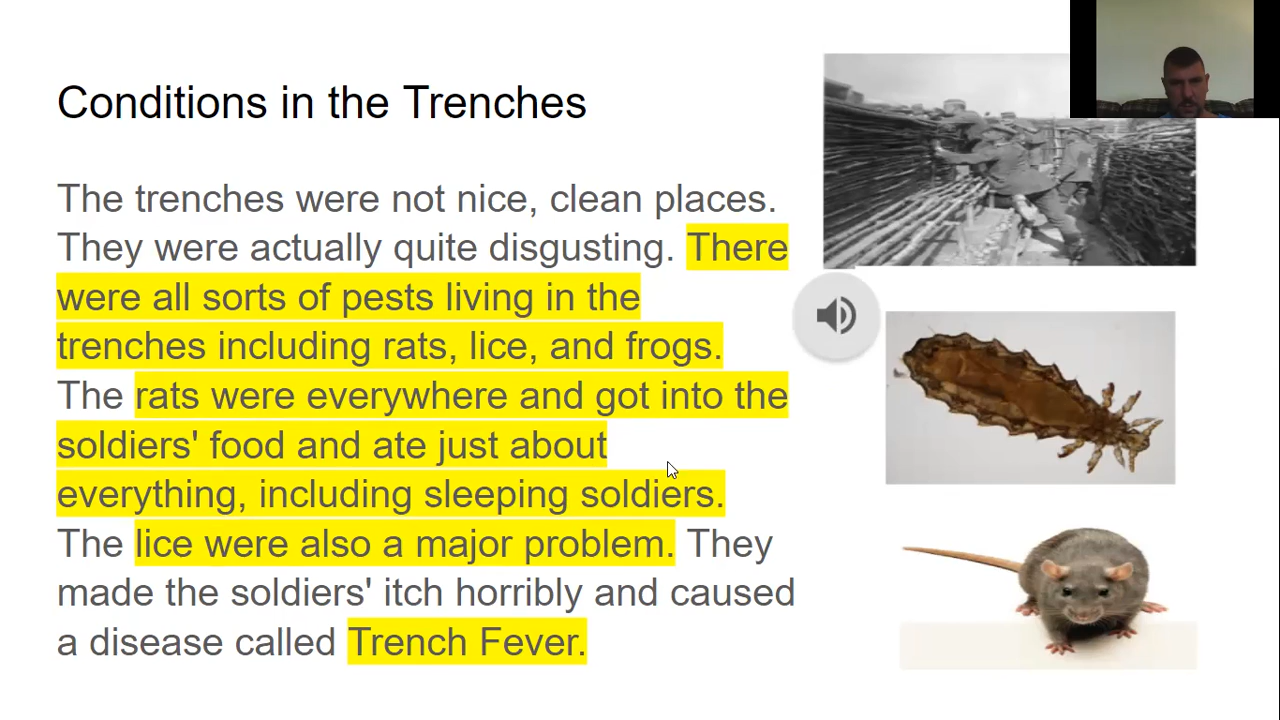 Conditions in the Trenches
The trenches were not nice, clean places.
They were actually quite disgusting. There
were all sorts of pests living in the
trenches including rats, lice, and frogs.
The rats were everywhere and got into the
soldiers' food and ate just about
everything, including sleeping soldiers.
The lice were also a major problem. They
made the soldiers' itch horribly and caused
a disease called Trench Fever.